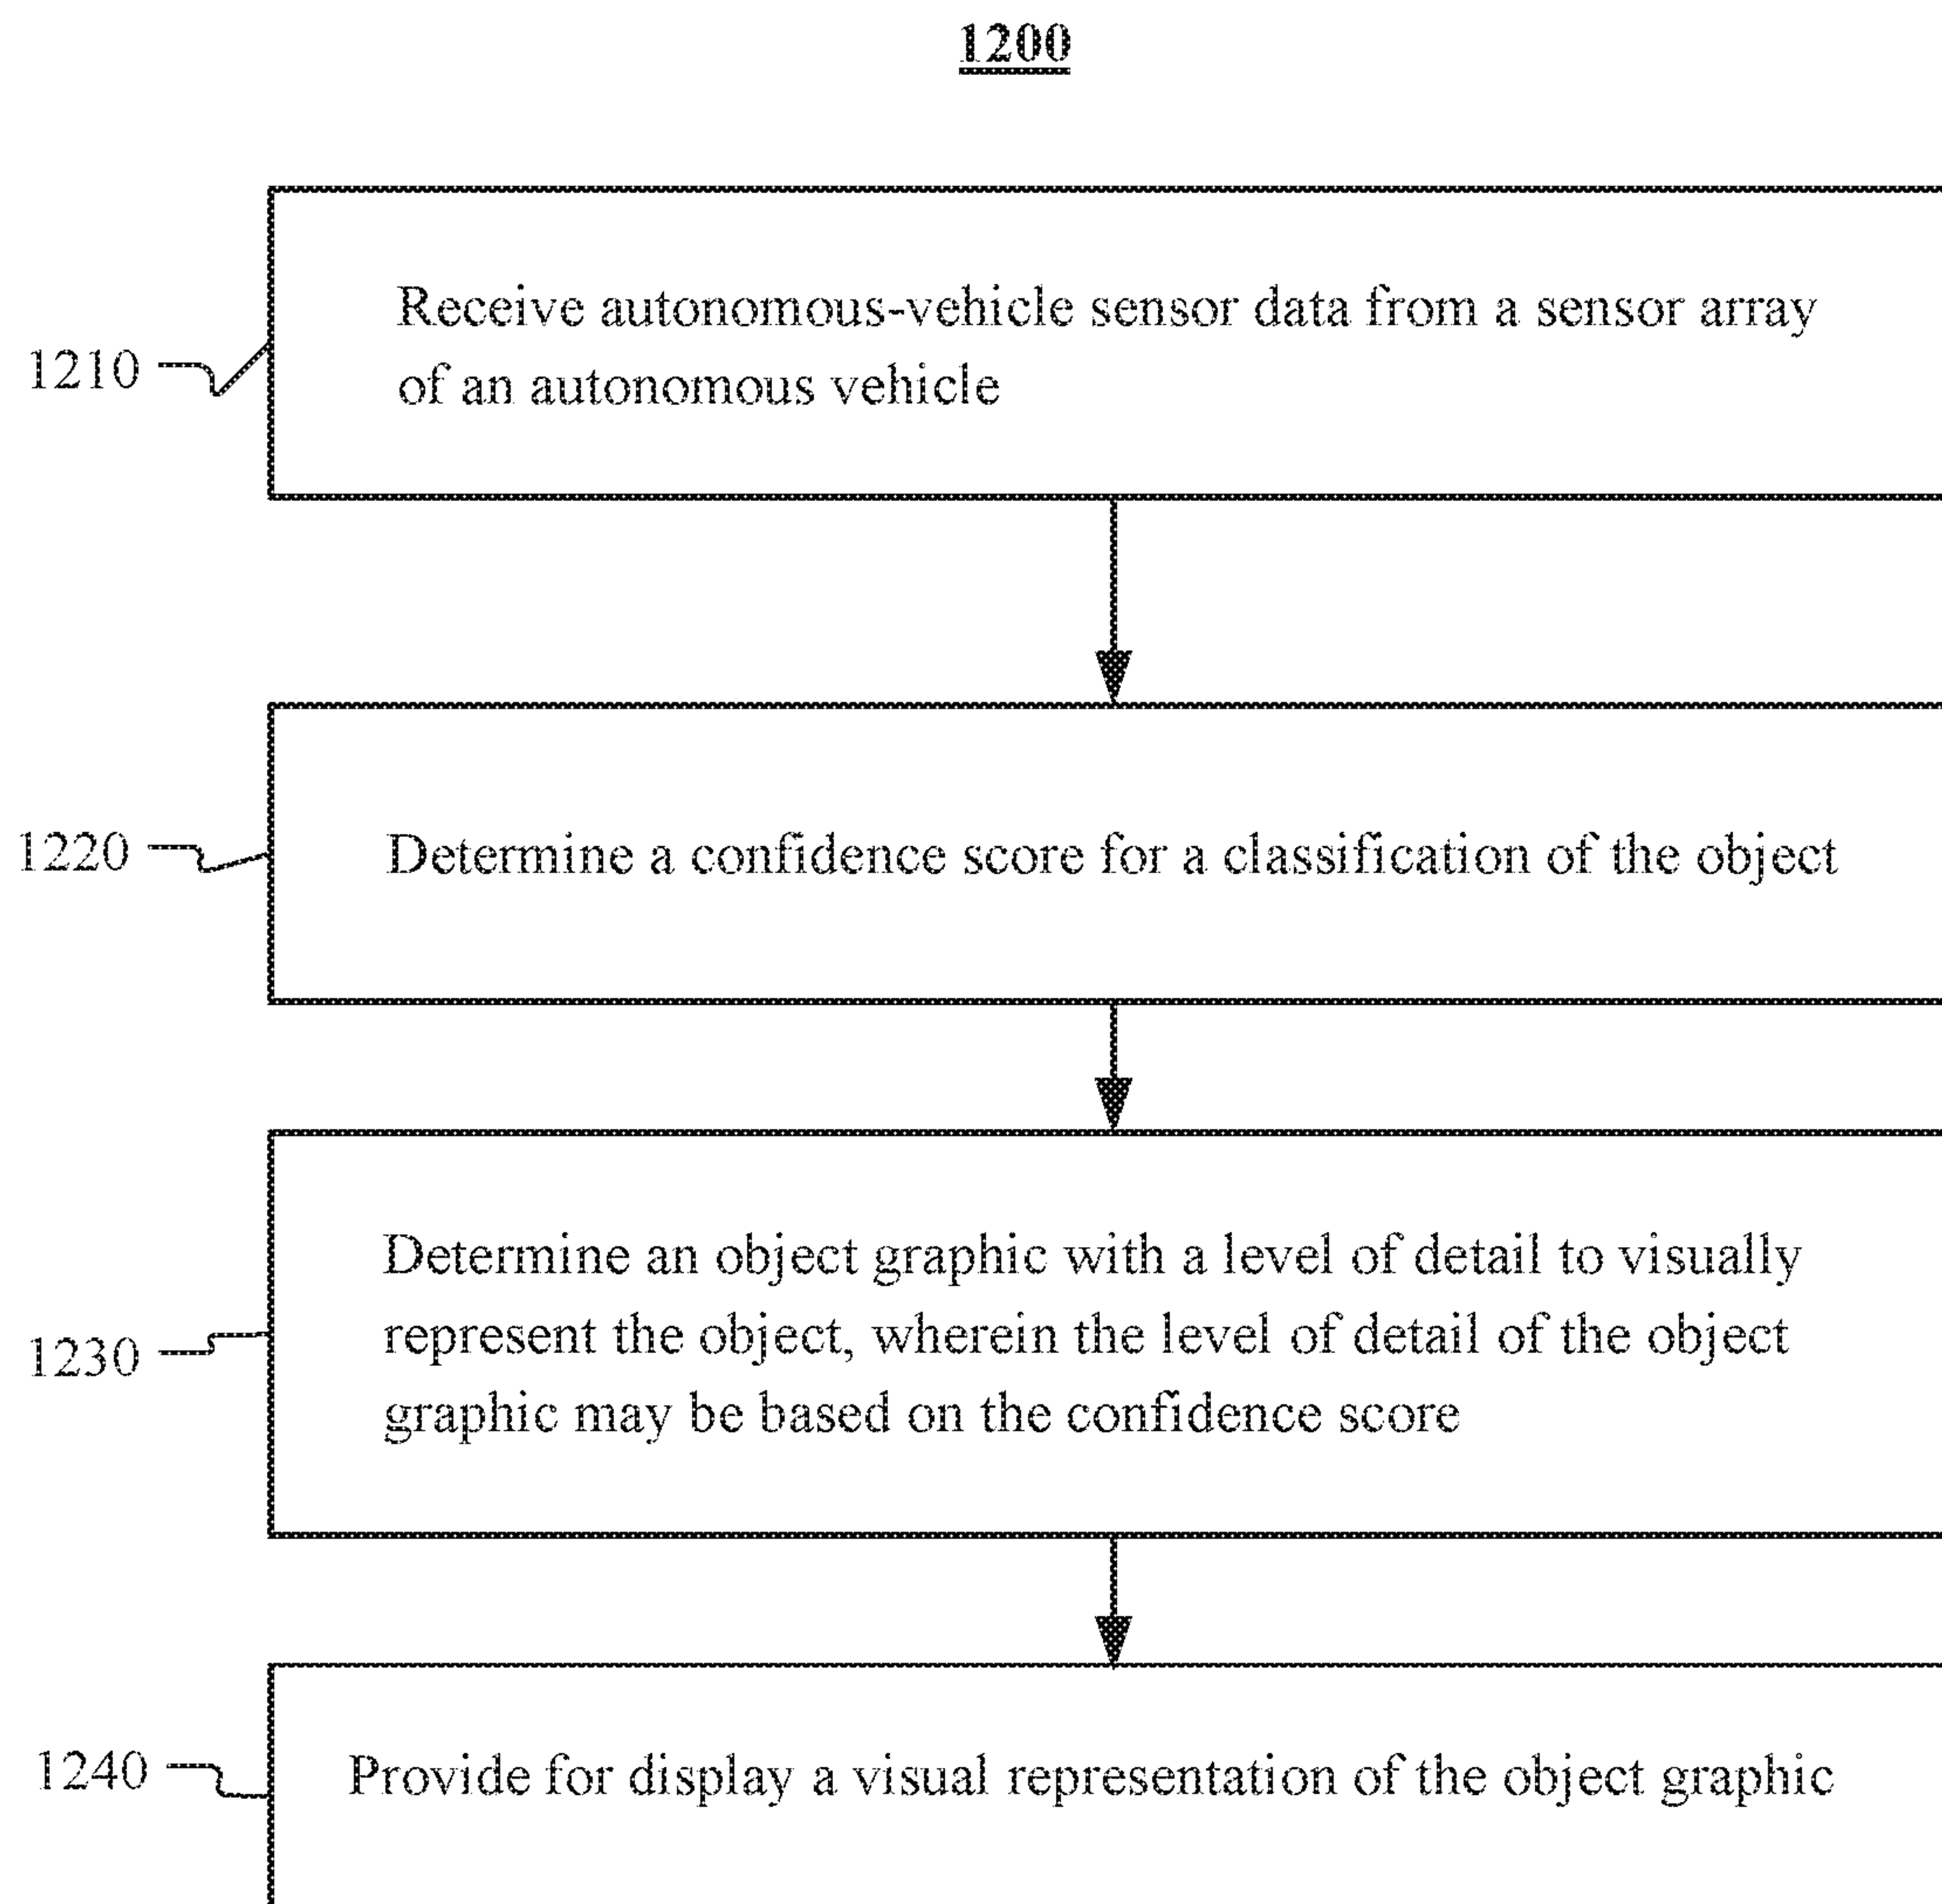 1200
1210
Receive autonomous-vehicle sensor data from a sensor array
of an autonomous vehicle
1220
Determine a confidence score for a classification of the object
1230
Determine an object graphic with a level of detail to visually
represent the object, wherein the level of detail of the object
graphic may be based on the confidence score
1240
Provide for display a visual representation of the object graphic